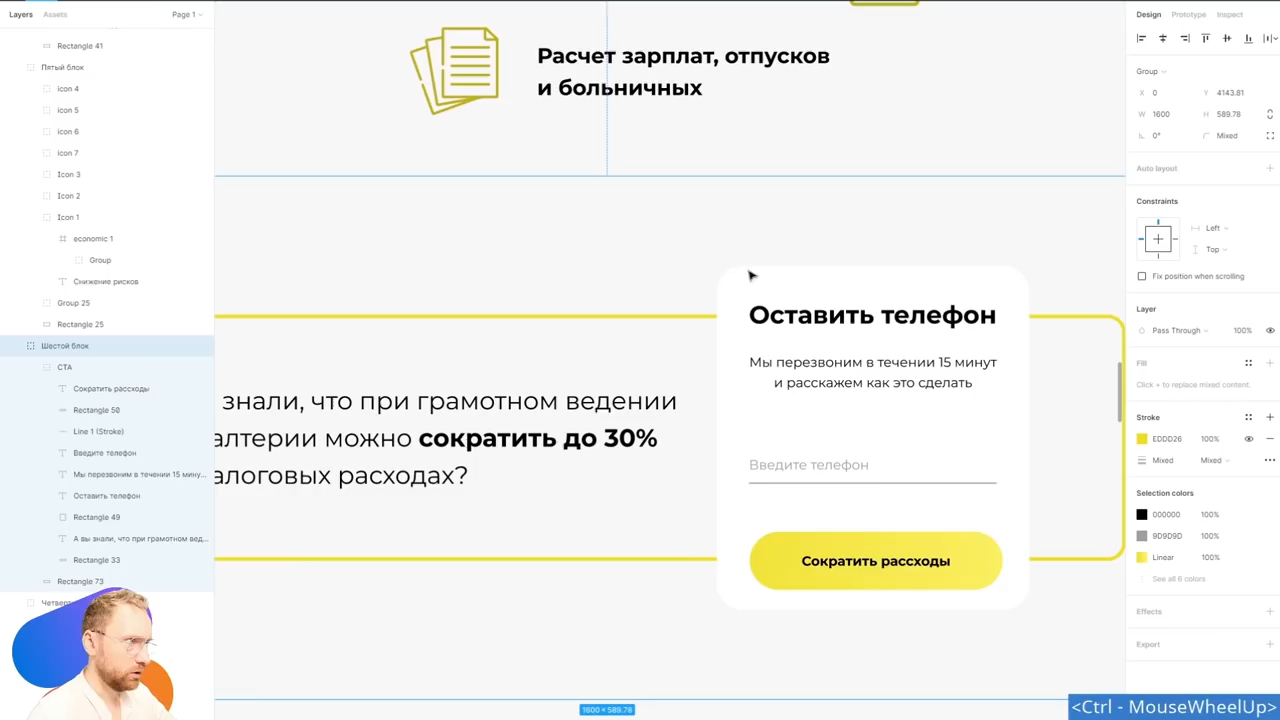 Layers
Assets
Page 1
Rectangle 41
Пятый блок
icon 4
icon 5
icon 6
icon 7
Icon 3
Icon 2
Icon 1
economic 1
Group
Снижение рисков
Group 25
Rectangle 25
Шестой блок
CTA
Сократить рассходы
Rectangle 50
Line 1 (Stroke)
Введите телефон
Мы перезвоним в течении 15 мину...
Оставить телефон
Rectangle 49
А вы знали, что при грамотном вед...
Rectangle 33
Rectangle 73
Расчет зарплат, отпусков
и больничных
знали, что при грамотном ведении
алтерии можно сократить до 30%
алоговых расходах?
Оставить телефон
Мы перезвоним в течении 15 минут
и расскажем как это сделать
Введите телефон
Сократить рассходы
1600 × 589.78
Design
Prototype
Inspect
Group
X 0 Y 4143.81
W 1600 H 589.78
0° Mixed
Auto layout
Constraints
Left
Top
Fix position when scrolling
Layer
Pass Through 100%
Fill
Click + to replace mixed content.
Stroke
EDDD26 100%
Mixed Mixed
Selection colors
000000 100%
9D9D9D 100%
Linear 100%
See all 6 colors
Effects
Export
<Ctrl - MouseWheelUp>